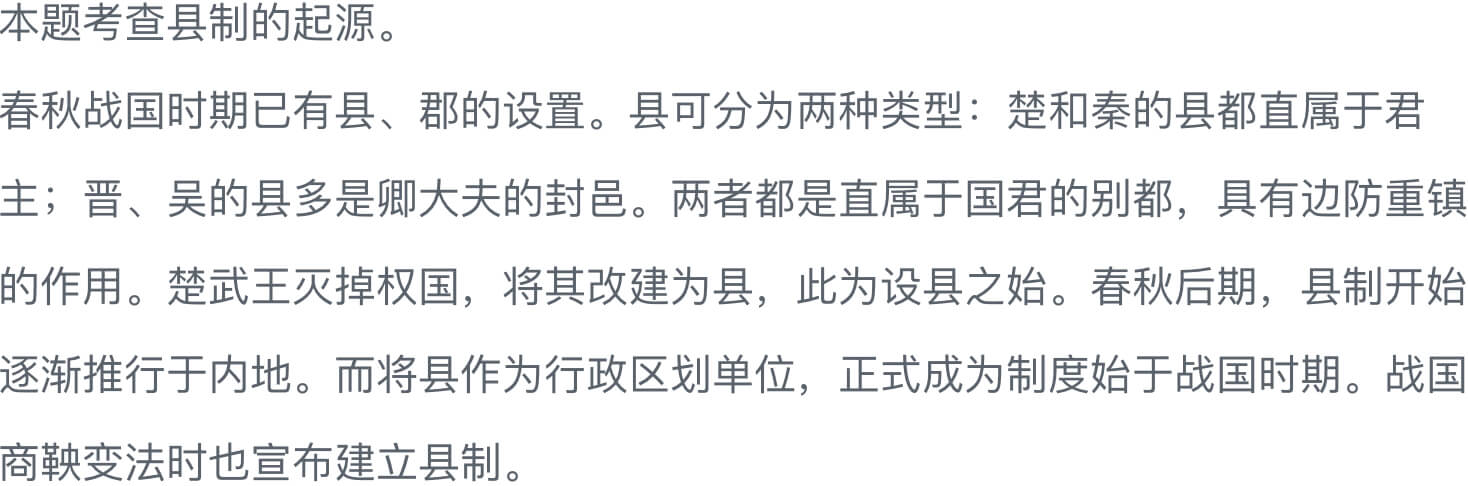 本题考查县制的起源。
春秋战国时期已有县、郡的设置。县可分为两种类型：楚和秦的县都直属于君
主；晋、吴的县多是卿大夫的封邑。两者都是直属于国君的别都，具有边防重镇
的作用。楚武王灭掉权国，将其改建为县，此为设县之始。春秋后期，县制开始
逐渐推行于内地。而将县作为行政区划单位，正式成为制度始于战国时期。战国
商鞅变法时也宣布建立县制。